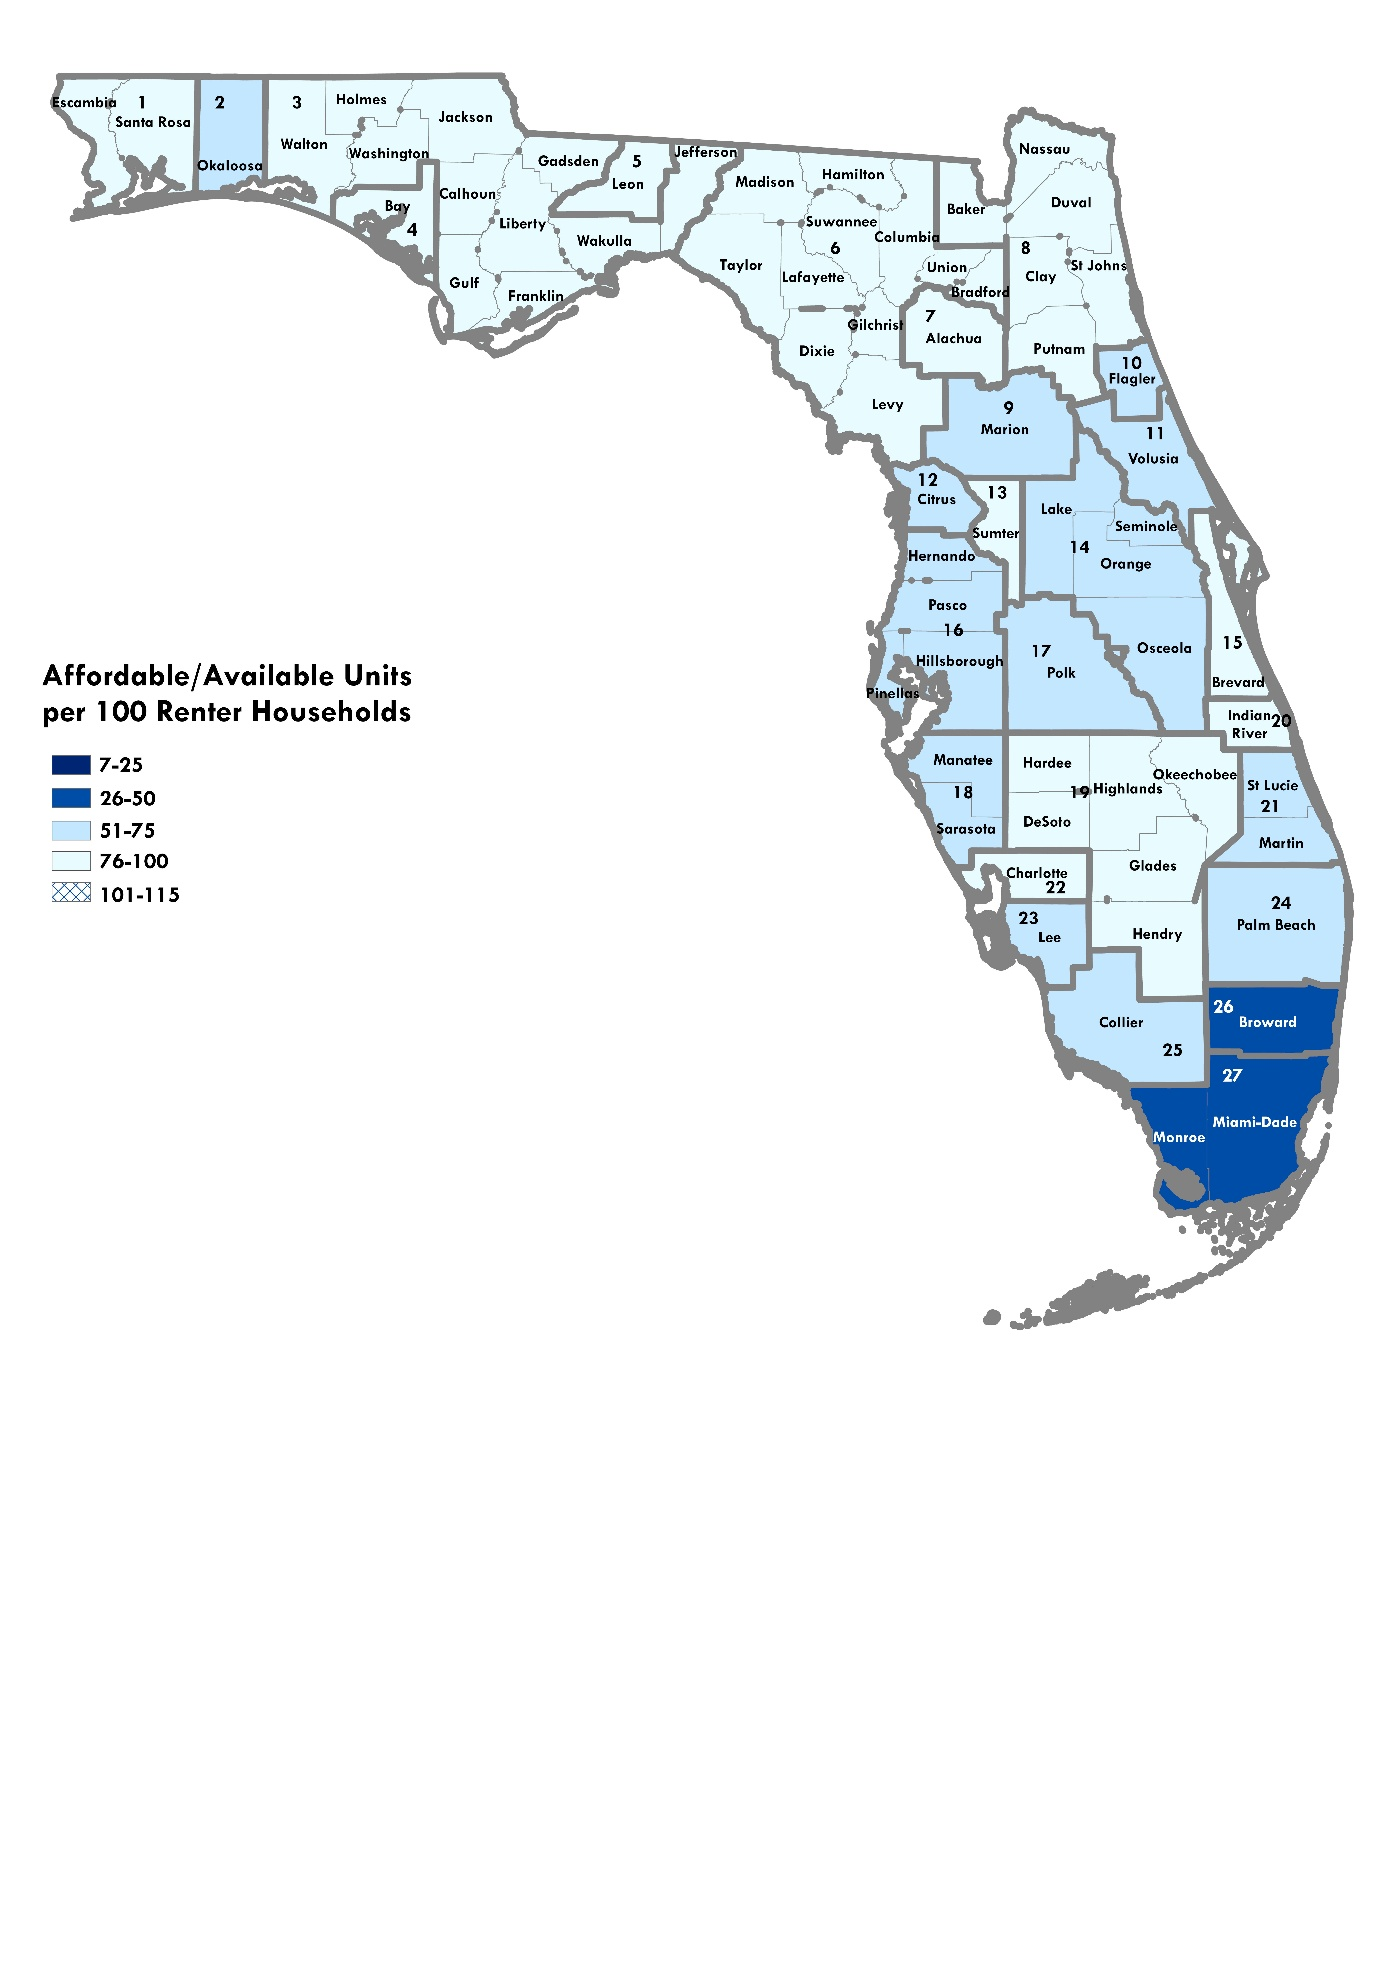 Escambia
1
Santa Rosa
2
Okaloosa
3
Walton
Holmes
Washington
Jackson
Bay
4
Calhoun
Gulf
Liberty
Franklin
Gadsden
5
Leon
Wakulla
Jefferson
Madison
Taylor
Hamilton
Suwannee
6
Columbia
Lafayette
Union
Bradford
Gilchrist
Dixie
Levy
Baker
Nassau
Duval
8
Clay
St Johns
Putnam
7
Alachua
9
Marion
10
Flagler
11
Volusia
12
Citrus
13
Sumter
Lake
14
Seminole
Orange
Osceola
Hernando
Pasco
16
Hillsborough
Pinellas
17
Polk
15
Brevard
Indian
River
20
Manatee
18
Sarasota
Hardee
19
Highlands
Okeechobee
DeSoto
Glades
Hendry
St Lucie
21
Martin
Charlotte
22
23
Lee
24
Palm Beach
Collier
25
26
Broward
27
Miami-Dade
Monroe
Affordable/Available Units
per 100 Renter Households
7-25
26-50
51-75
76-100
101-115